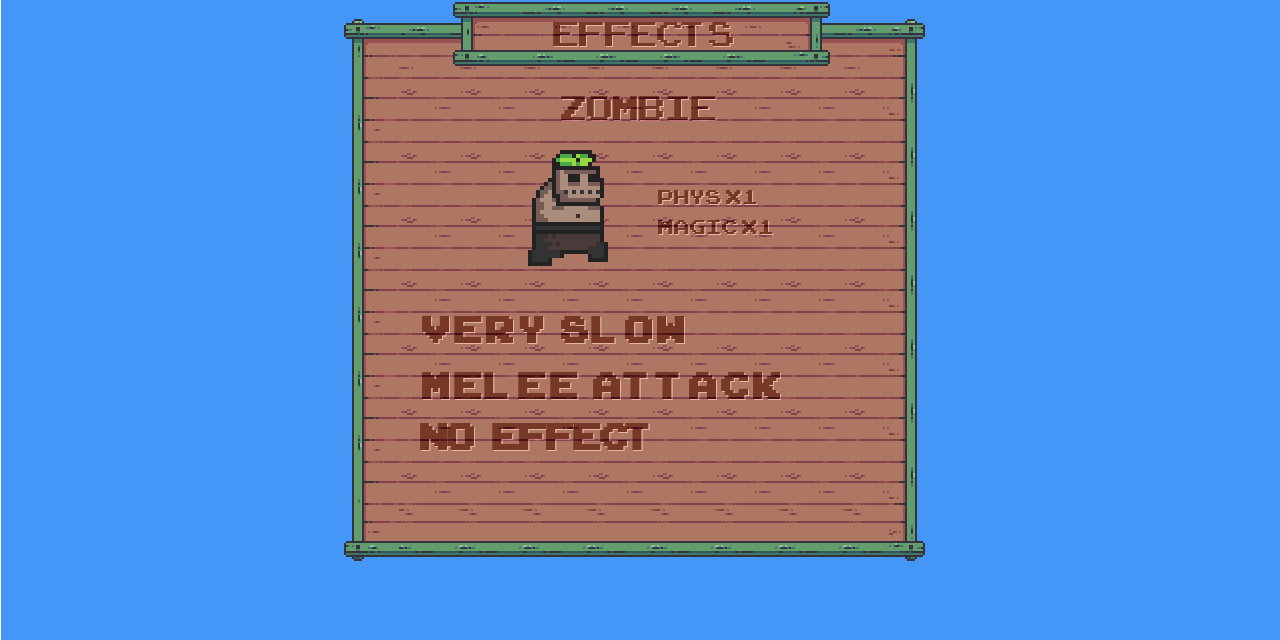 EFFECTS
ZOMBIE
PHYS X1
MAGIC X1
VERY SLOW
MELEE ATTACK
NO EFFECT